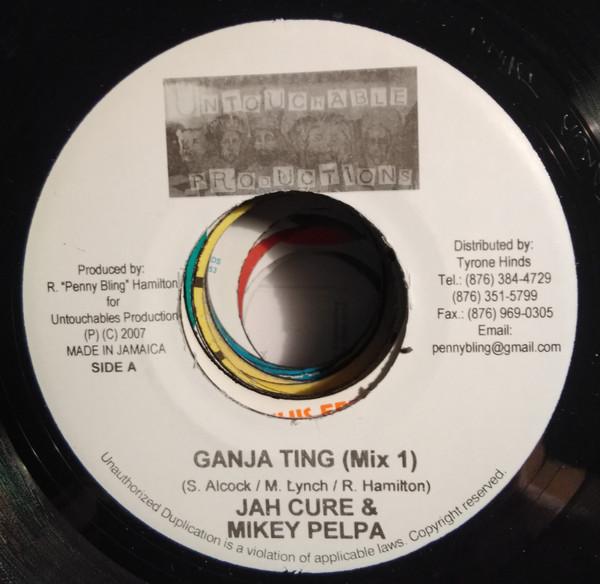 UNTOUCHABLE
PRODUCTIONS
Produced by:
R. "Penny Bling" Hamilton
for
Untouchables Production
(P) (C) 2007
MADE IN JAMAICA
SIDE A
Distributed by:
Tyrone Hinds
Tel.: (876) 384-4729
(876) 351-5799
Fax.: (876) 969-0305
Email:
pennybling@gmail.com
GANJA TING (Mix 1)
(S. Alcock / M. Lynch / R. Hamilton)
JAH CURE &
MIKEY PELPA
Unauthorized Duplication is a violation of applicable laws. Copyright reserved.